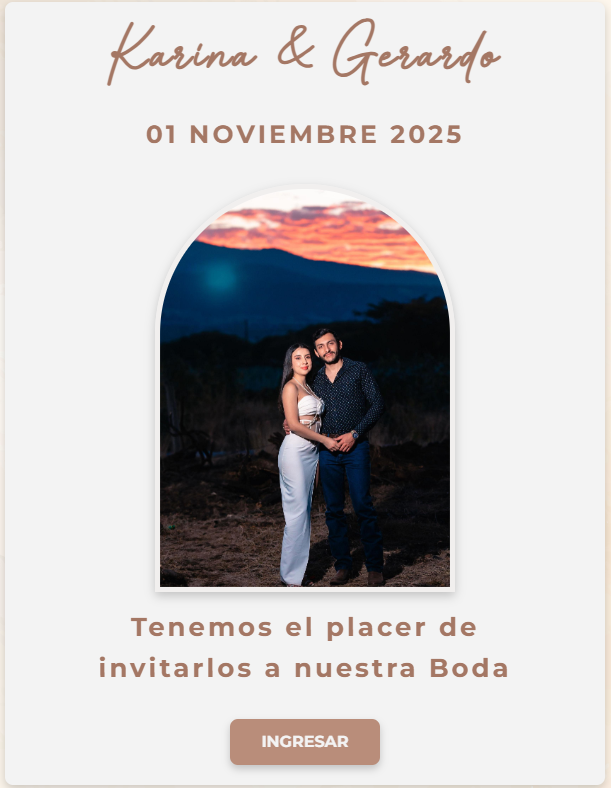 Karina & Gerardo
01 NOVIEMBRE 2025
Tenemos el placer de
invitarlos a nuestra Boda
INGRESAR